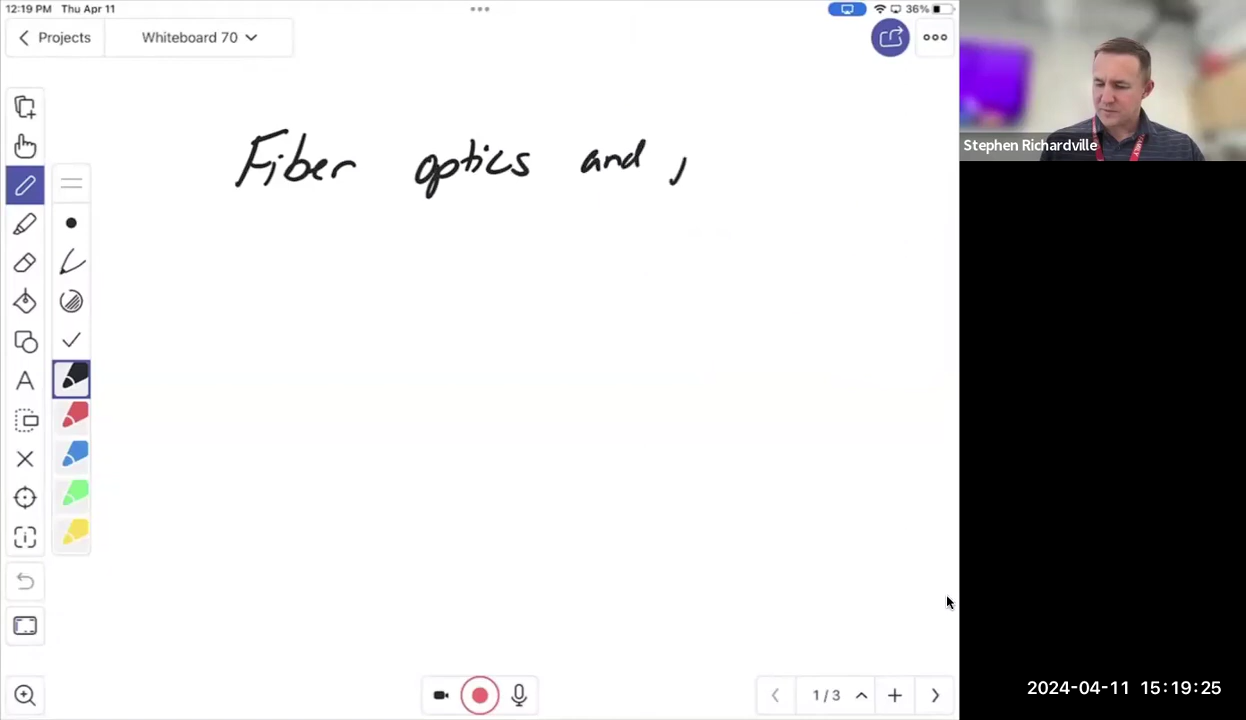 12:19 PM Thu Apr 11
36%
Projects
Whiteboard 70
Stephen Richardville
Fiber optics and
A
1 / 3
2024-04-11 15:19:25